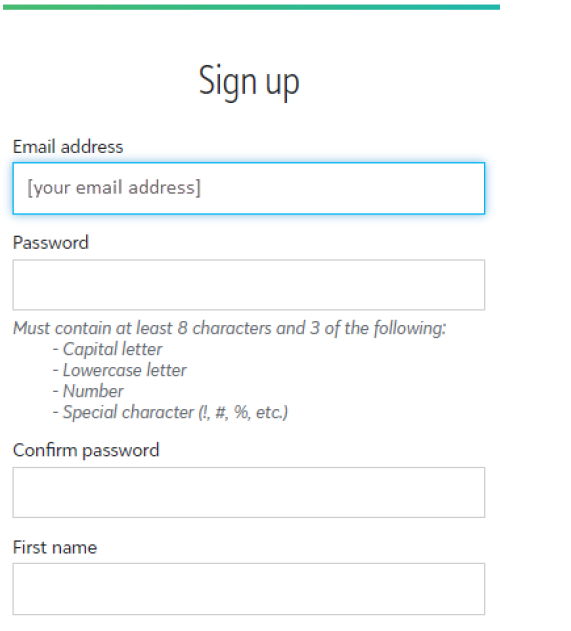 Sign up
Email address
[your email address]
Password
Must contain at least 8 characters and 3 of the following:
- Capital letter
- Lowercase letter
- Number
- Special character (!, #, %, etc.)
Confirm password
First name